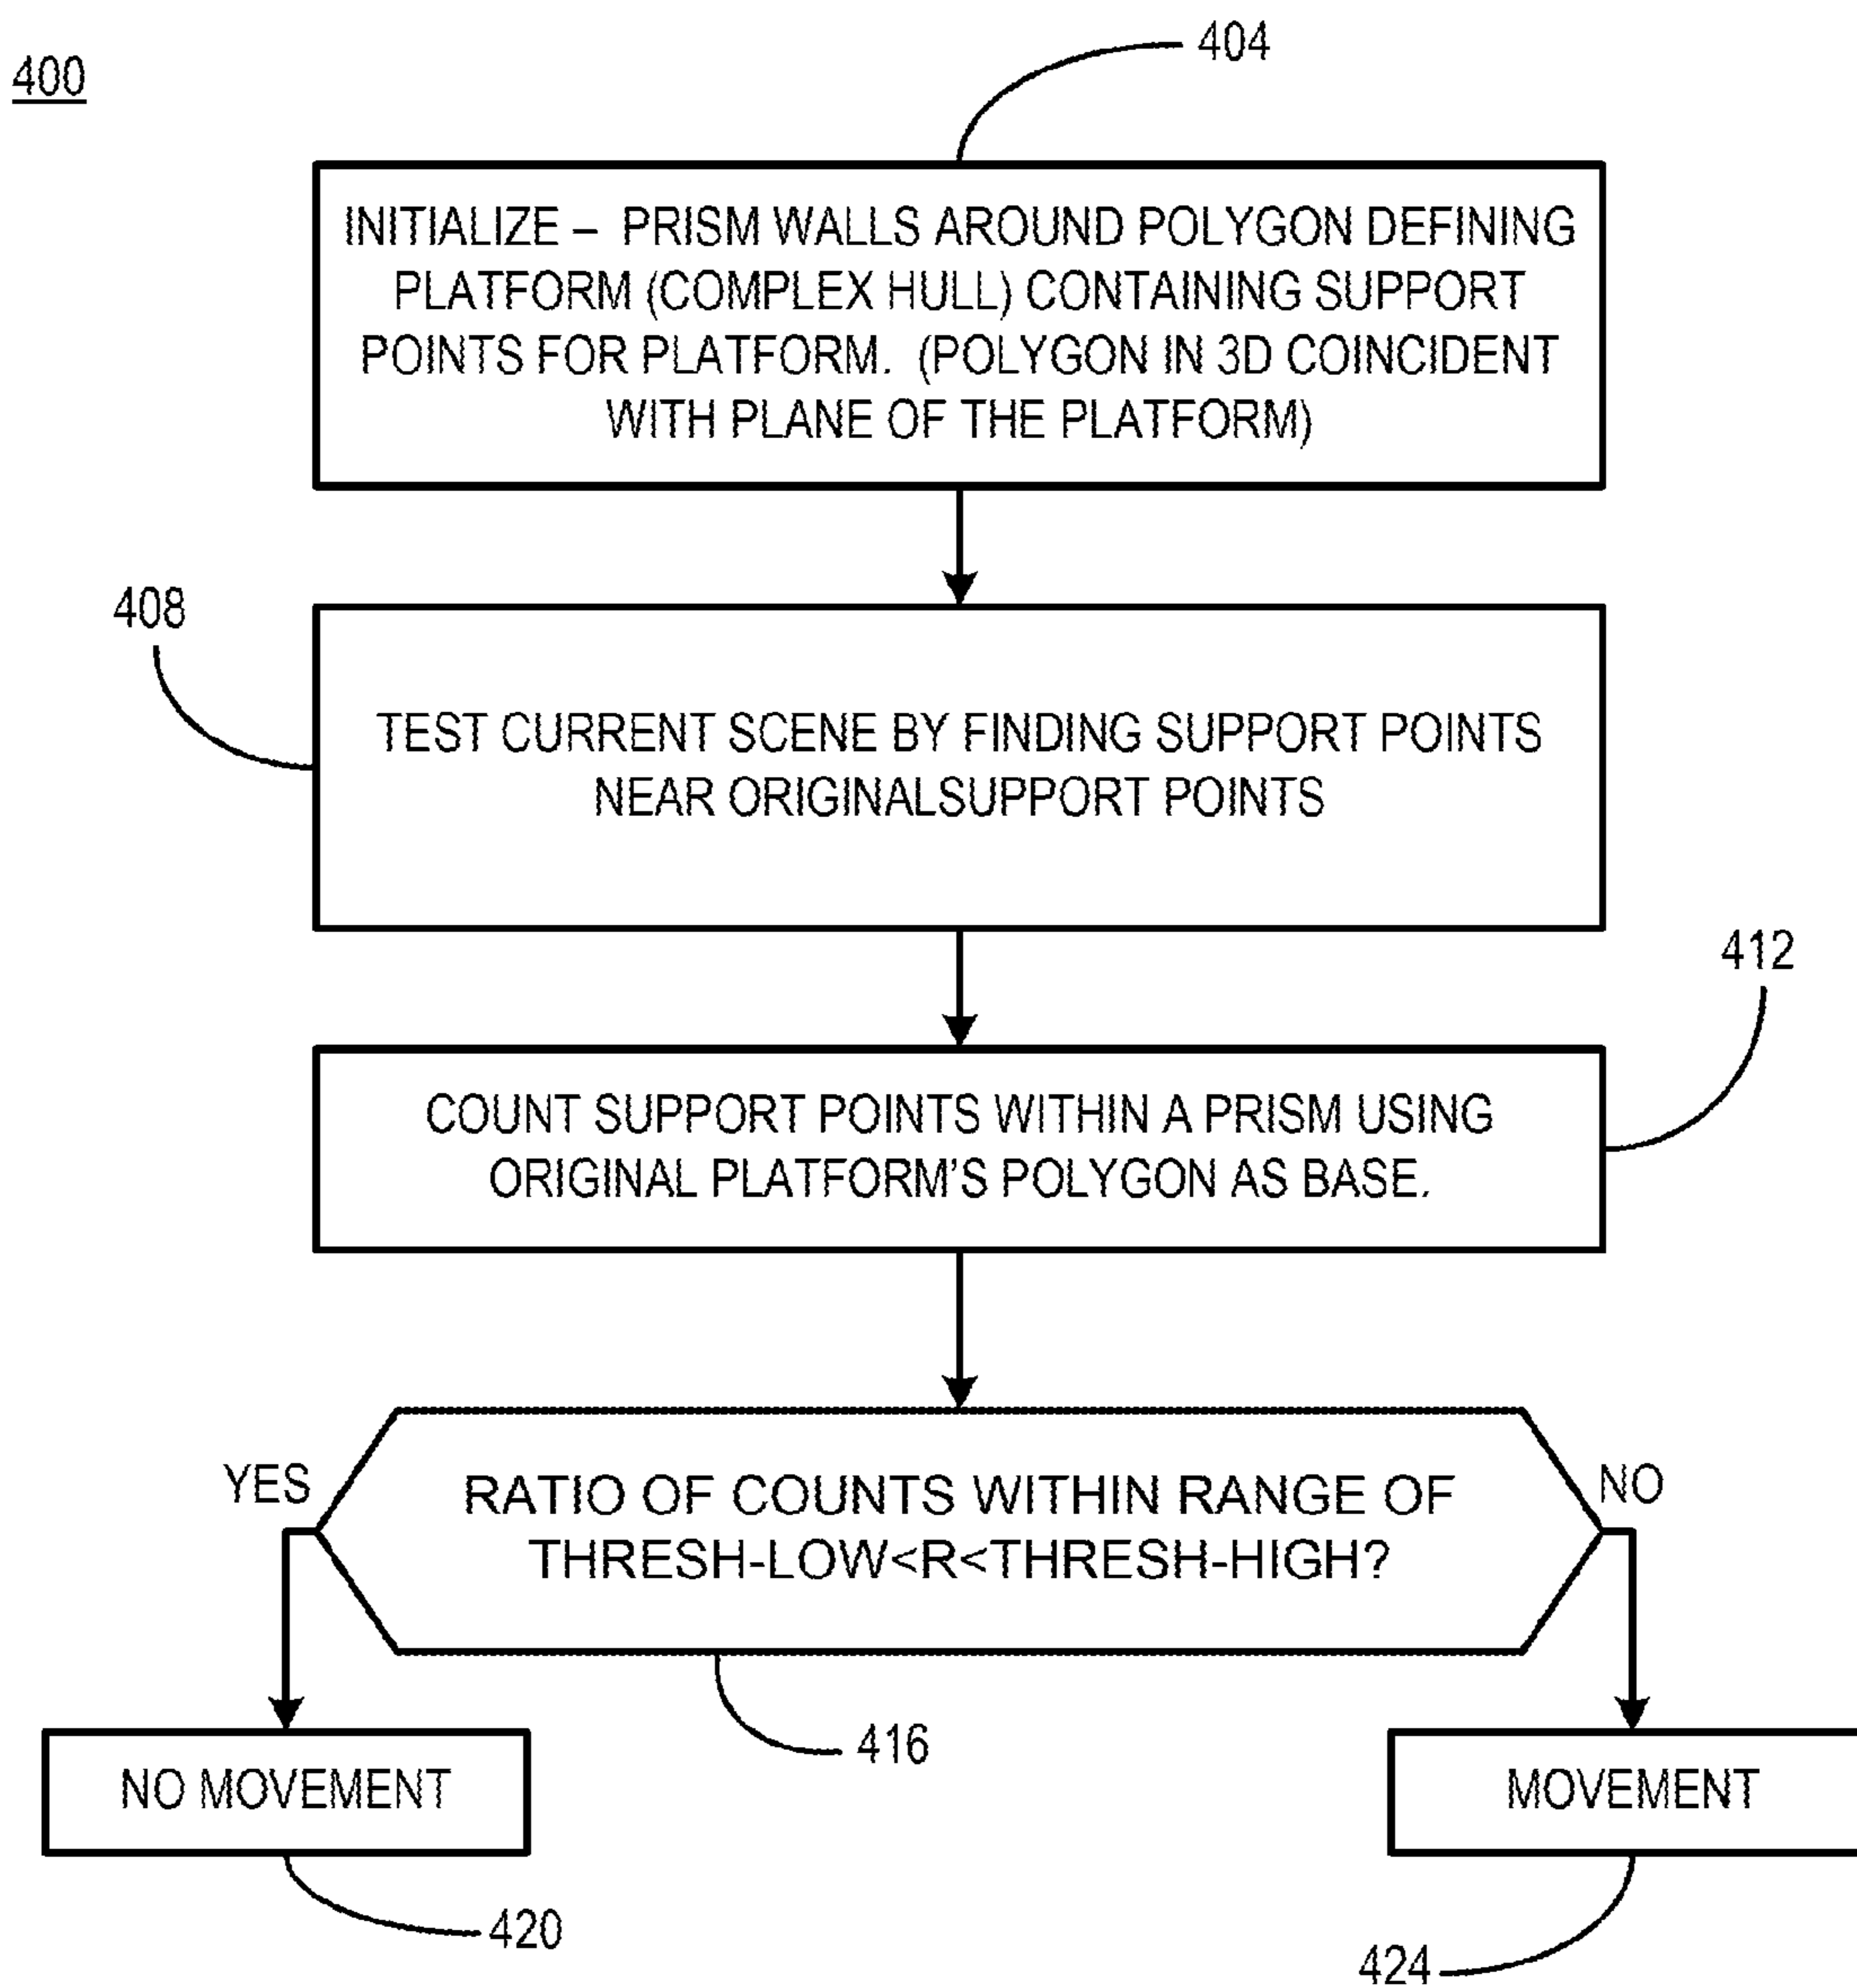 400
404
INITIALIZE – PRISM WALLS AROUND POLYGON DEFINING
PLATFORM (COMPLEX HULL) CONTAINING SUPPORT
POINTS FOR PLATFORM. (POLYGON IN 3D COINCIDENT
WITH PLANE OF THE PLATFORM)
408
TEST CURRENT SCENE BY FINDING SUPPORT POINTS
NEAR ORIGINALSUPPORT POINTS
412
COUNT SUPPORT POINTS WITHIN A PRISM USING
ORIGINAL PLATFORM'S POLYGON AS BASE.
YES
RATIO OF COUNTS WITHIN RANGE OF
THRESH-LOW<R<THRESH-HIGH?
NO
416
NO MOVEMENT
MOVEMENT
420
424